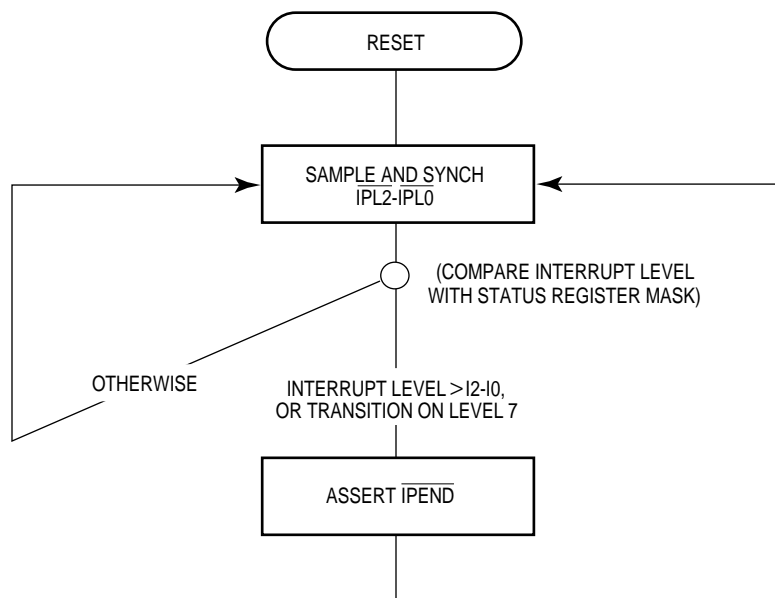 RESET
SAMPLE AND SYNCH
IPL2-IPL0
(COMPARE INTERRUPT LEVEL
WITH STATUS REGISTER MASK)
OTHERWISE
INTERRUPT LEVEL >I2-I0,
OR TRANSITION ON LEVEL 7
ASSERT IPEND